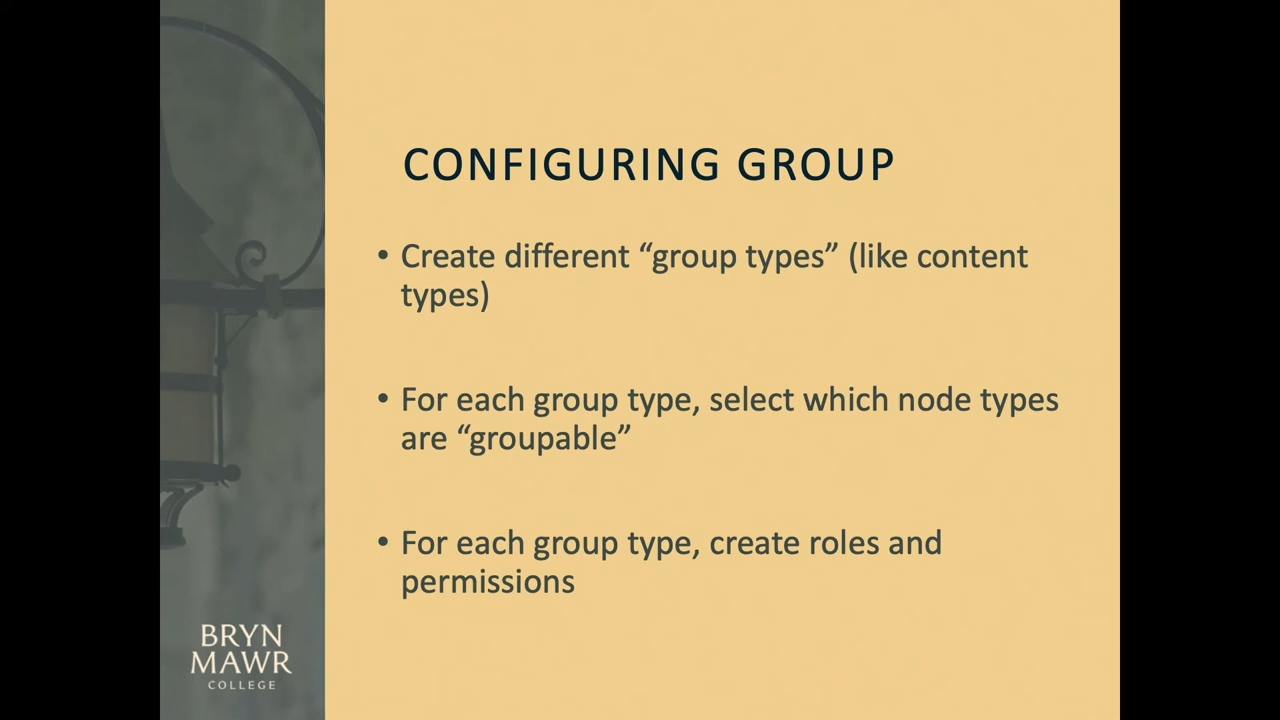 CONFIGURING GROUP
• Create different “group types” (like content
types)
• For each group type, select which node types
are “groupable”
• For each group type, create roles and
permissions
BRYN
MAWR
COLLEGE